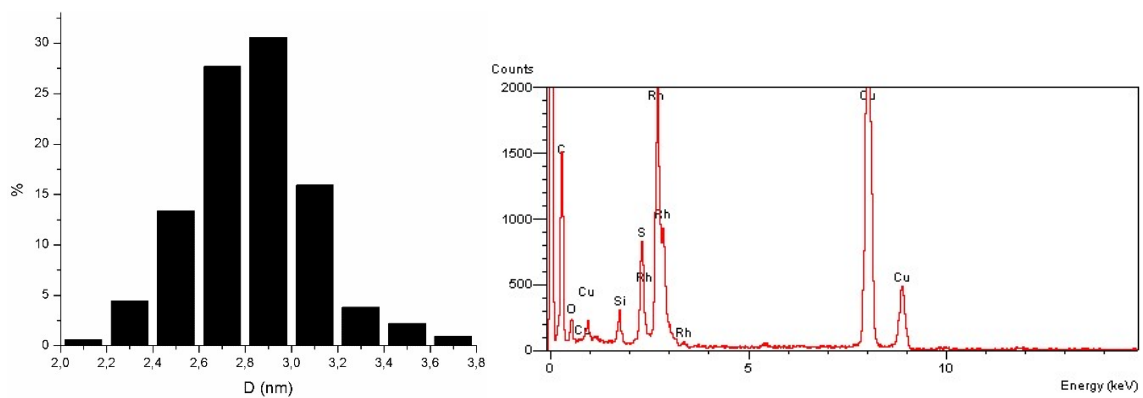 30
25
20
15
10
5
0
%
2,0 2,2 2,4 2,6 2,8 3,0 3,2 3,4 3,6 3,8
D (nm)
Counts
2000
1500
1000
500
0
C
O
Cr
Cu
Si
S
Rh
Rh
Rh
Rh
Cu
Cu
0 5 10
Energy (keV)